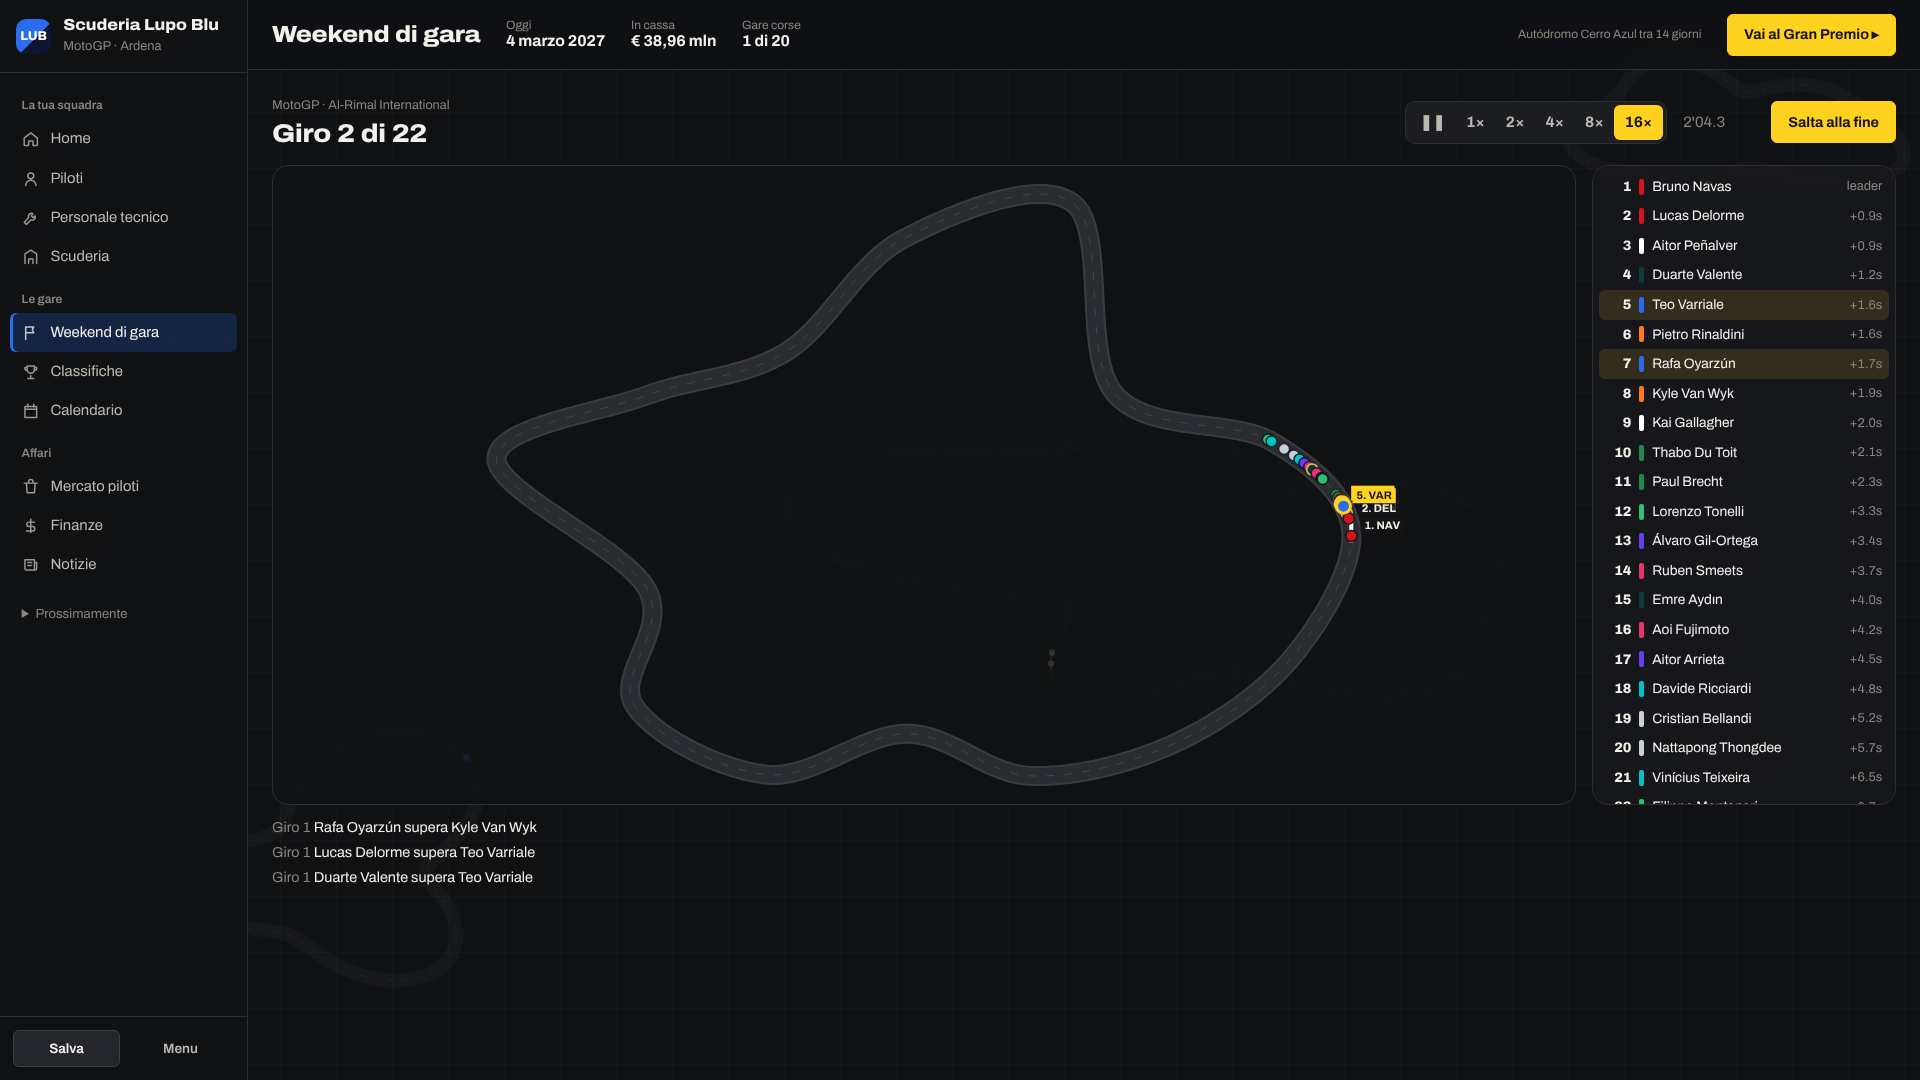 LUB
Scuderia Lupo Blu
MotoGP · Ardena
La tua squadra
Home
Piloti
Personale tecnico
Scuderia
Le gare
Weekend di gara
Classifiche
Calendario
Affari
Mercato piloti
Finanze
Notizie
Prossimamente
Salva
Menu
Weekend di gara
Oggi
4 marzo 2027
In cassa
€ 38,96 mln
Gare corse
1 di 20
Autódromo Cerro Azul tra 14 giorni
Vai al Gran Premio
MotoGP · Al-Rimal International
Giro 2 di 22
1× 2× 4× 8× 16×
2'04.3
Salta alla fine
5. VAR
2. DEL
1. NAV
1 Bruno Navas leader
2 Lucas Delorme +0.9s
3 Aitor Peñalver +0.9s
4 Duarte Valente +1.2s
5 Teo Varriale +1.6s
6 Pietro Rinaldini +1.6s
7 Rafa Oyarzún +1.7s
8 Kyle Van Wyk +1.9s
9 Kai Gallagher +2.0s
10 Thabo Du Toit +2.1s
11 Paul Brecht +2.3s
12 Lorenzo Tonelli +3.3s
13 Álvaro Gil-Ortega +3.4s
14 Ruben Smeets +3.7s
15 Emre Aydın +4.0s
16 Aoi Fujimoto +4.2s
17 Aitor Arrieta +4.5s
18 Davide Ricciardi +4.8s
19 Cristian Bellandi +5.2s
20 Nattapong Thongdee +5.7s
21 Vinícius Teixeira +6.5s
Giro 1 Rafa Oyarzún supera Kyle Van Wyk
Giro 1 Lucas Delorme supera Teo Varriale
Giro 1 Duarte Valente supera Teo Varriale